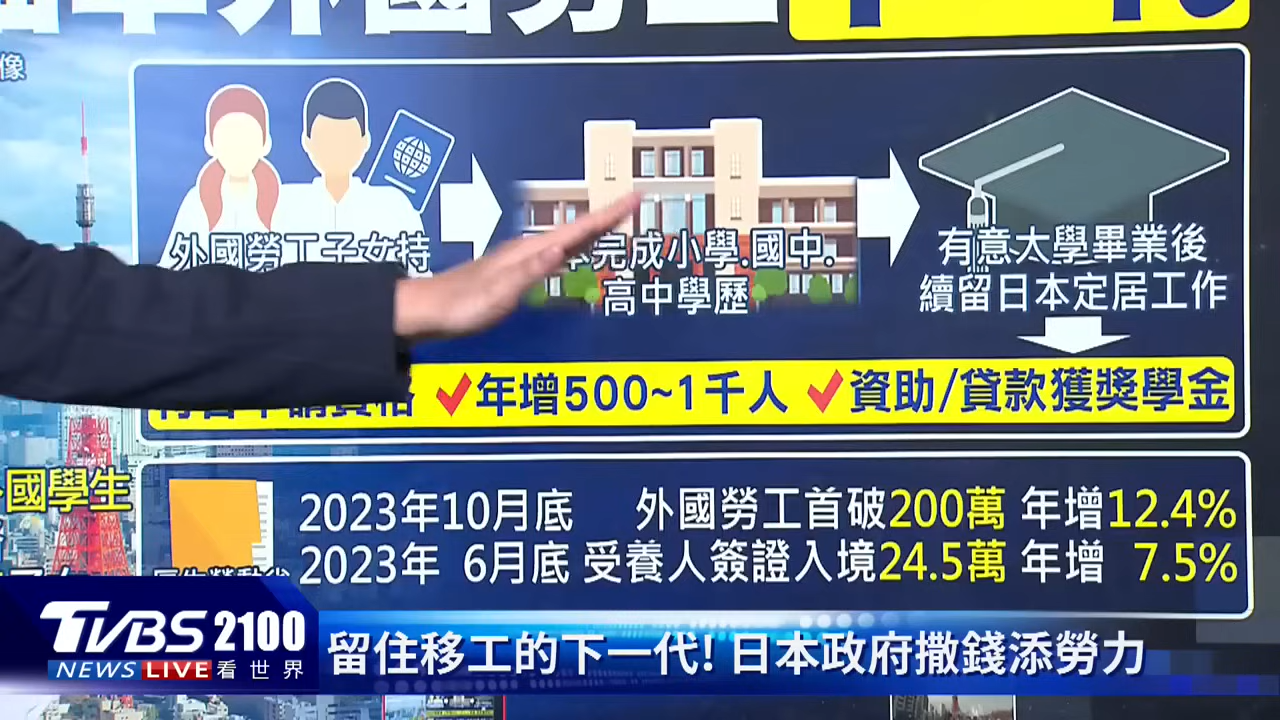 像
外國勞工子女持
完成小學.國中.
高中學歷
有意大學畢業後
續留日本定居工作
✓年增500~1千人 ✓資助/貸款獲獎學金
國學生
2023年10月底 外國勞工首破200萬 年增12.4%
2023年 6月底 受養人簽證入境24.5萬 年增 7.5%
TVBS 2100
NEWS LIVE 看世界
留住移工的下一代! 日本政府撒錢添勞力